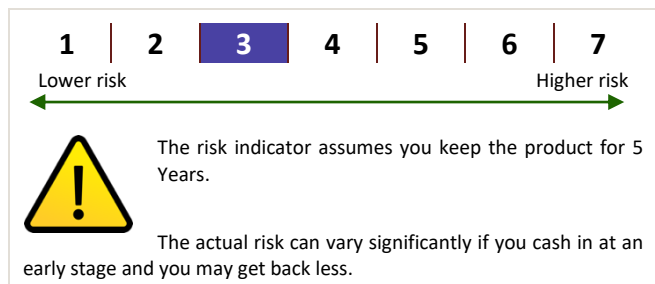 1 2 3 4 5 6 7
Lower risk Higher risk
The risk indicator assumes you keep the product for 5
Years.
The actual risk can vary significantly if you cash in at an
early stage and you may get back less.